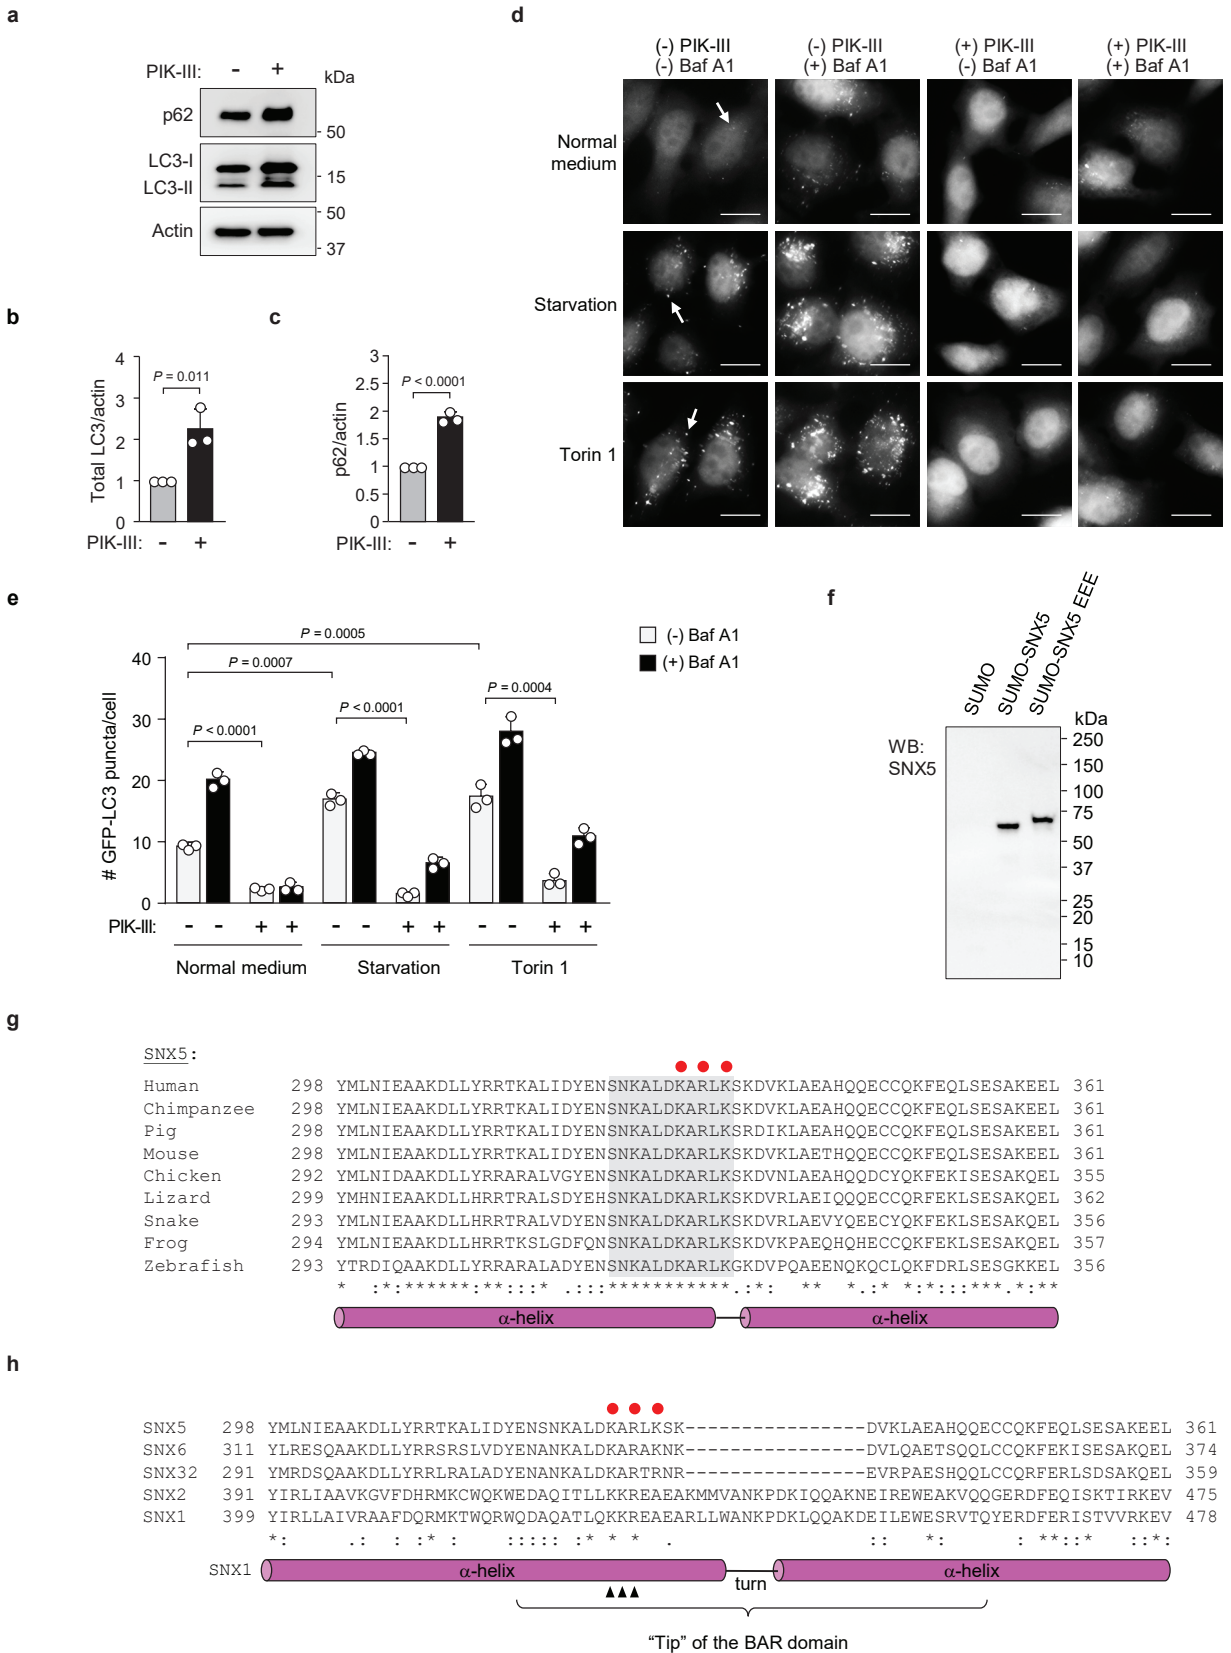 a
PIK-III: - + kDa
p62
50
LC3-I
15
LC3-II
50
Actin
37
b
Total LC3/actin
4
3
2
1
0
P = 0.011
PIK-III: - +
c
p62/actin
3
2.5
2
1.5
1
0.5
0
P < 0.0001
PIK-III: - +
d
(-) PIK-III (-) PIK-III (+) PIK-III (+) PIK-III
(-) Baf A1 (+) Baf A1 (-) Baf A1 (+) Baf A1
Normal
medium
Starvation
Torin 1
e
# GFP-LC3 puncta/cell
40
30
20
10
0
P = 0.0005
P = 0.0007
P < 0.0001
P < 0.0001
P = 0.0004
(-) Baf A1
(+) Baf A1
PIK-III: - - + + - - + + - - + +
Normal medium Starvation Torin 1
f
SUMO
SUMO-SNX5
SUMO-SNX5 EEE
WB:
SNX5
kDa
250
150
100
75
50
37
25
20
15
10
g
SNX5:
Human 298 YMLNIEAAKDLLYRRTKALIDYENSNKALDKARLKSKDVKLAEAHQQECCQKFEQLSESAKEEL 361
Chimpanzee 298 YMLNIEAAKDLLYRRTKALIDYENSNKALDKARLKSKDVKLAEAHQQECCQKFEQLSESAKEEL 361
Pig 298 YMLNIEAAKDLLYRRTKALIDYENSNKALDKARLKSRDIKLAEAHQQECCQKFEQLSESAKEEL 361
Mouse 298 YMLNIEAAKDLLYRRTKALIDYENSNKALDKARLKSKDVKLAETHQQECCQKFEQLSESAKEEL 361
Chicken 292 YMLNIDAAKDLLYRRARALVGYENSNKALDKARLKSKDVNLAEAHQQDCYQKFEKISESAKQEL 355
Lizard 299 YMHNIEAAKDLLHRRTRALSDYEHSNKALDKARLKSKDVRLAEIQQQECCQRFEKLSESAKQEL 362
Snake 293 YMLNIEAAKDLLHRRTRALVDYENSNKALDKARLKSKDVRLAEVYQEECYQKFEKLSESAKQEL 356
Frog 294 YMLNIEAAKDLLHRRTKSLGDFQNSNKALDKARLKSKDVKPAEQHQHECCQKFEKLSESAKQEL 357
Zebrafish 293 YTRDIQAAKDLLYRRARALADYENSNKALDKARLKGKDVPQAEENQKQCLQKFDRLSESGKKEL 356
* :******:**:::* .:::***********.:*: ** *.:* *:*::***.*:**
α-helix α-helix
h
SNX5 298 YMLNIEAAKDLLYRRTKALIDYENSNKALDKARLKSK----------------DVKLAEAHQQECCQKFEQLSESAKEEL 361
SNX6 311 YLRESQAAKDLLYRRSRSLVDYENANKALDKARAKNK----------------DVLQAETSQQLCCQKFEKISESAKQEL 374
SNX32 291 YMRDSQAAKDLLYRRLRALADYENANKALDKARTRNR----------------EVRPAESHQQLCCQRFERLSDSAKQEL 359
SNX2 391 YIRLIAAVKGVFDHRMKCWQKWEDAQITLLKKREAEAKMMVANKPDKIQQAKNEIREWEAKVQQGERDFEQISKTIRKEV 475
SNX1 399 YIRLLAIVRAAFDQRMKTWQRWQDAQATLQKKREAEARLLWANKPDKLQQAKDEILEWESRVTQYERDFERISTVVRKEV 478
*: .: : :* : :::::: :* * * . :: *: : **::* :**:
SNX1 α-helix turn α-helix
“Tip” of the BAR domain